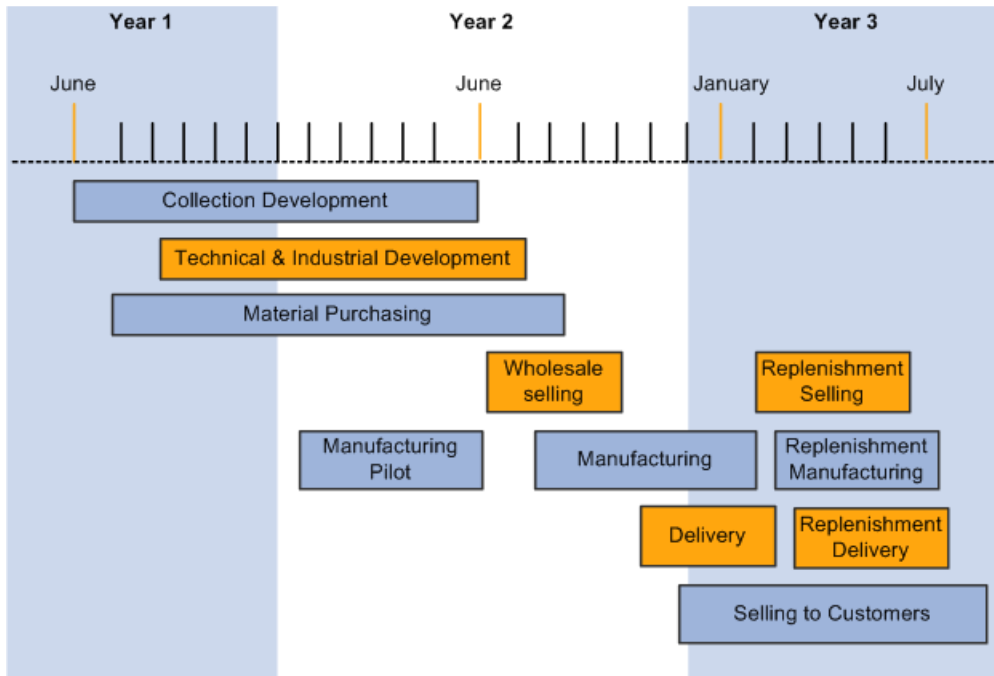 Year 1
Year 2
Year 3
June
June
January
July
Collection Development
Technical & Industrial Development
Material Purchasing
Wholesale
selling
Replenishment
Selling
Manufacturing
Pilot
Manufacturing
Replenishment
Manufacturing
Delivery
Replenishment
Delivery
Selling to Customers